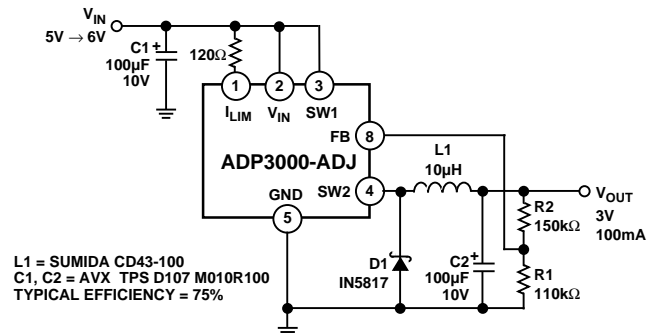 VIN
5V → 6V
C1
+
100µF
10V
120Ω
1
2
3
ILIM
VIN
SW1
FB
8
ADP3000-ADJ
L1
10µH
GND
SW2
4
5
VOUT
3V
100mA
R2
150kΩ
D1
IN5817
C2
+
100µF
10V
R1
110kΩ
L1 = SUMIDA CD43-100
C1, C2 = AVX TPS D107 M010R100
TYPICAL EFFICIENCY = 75%